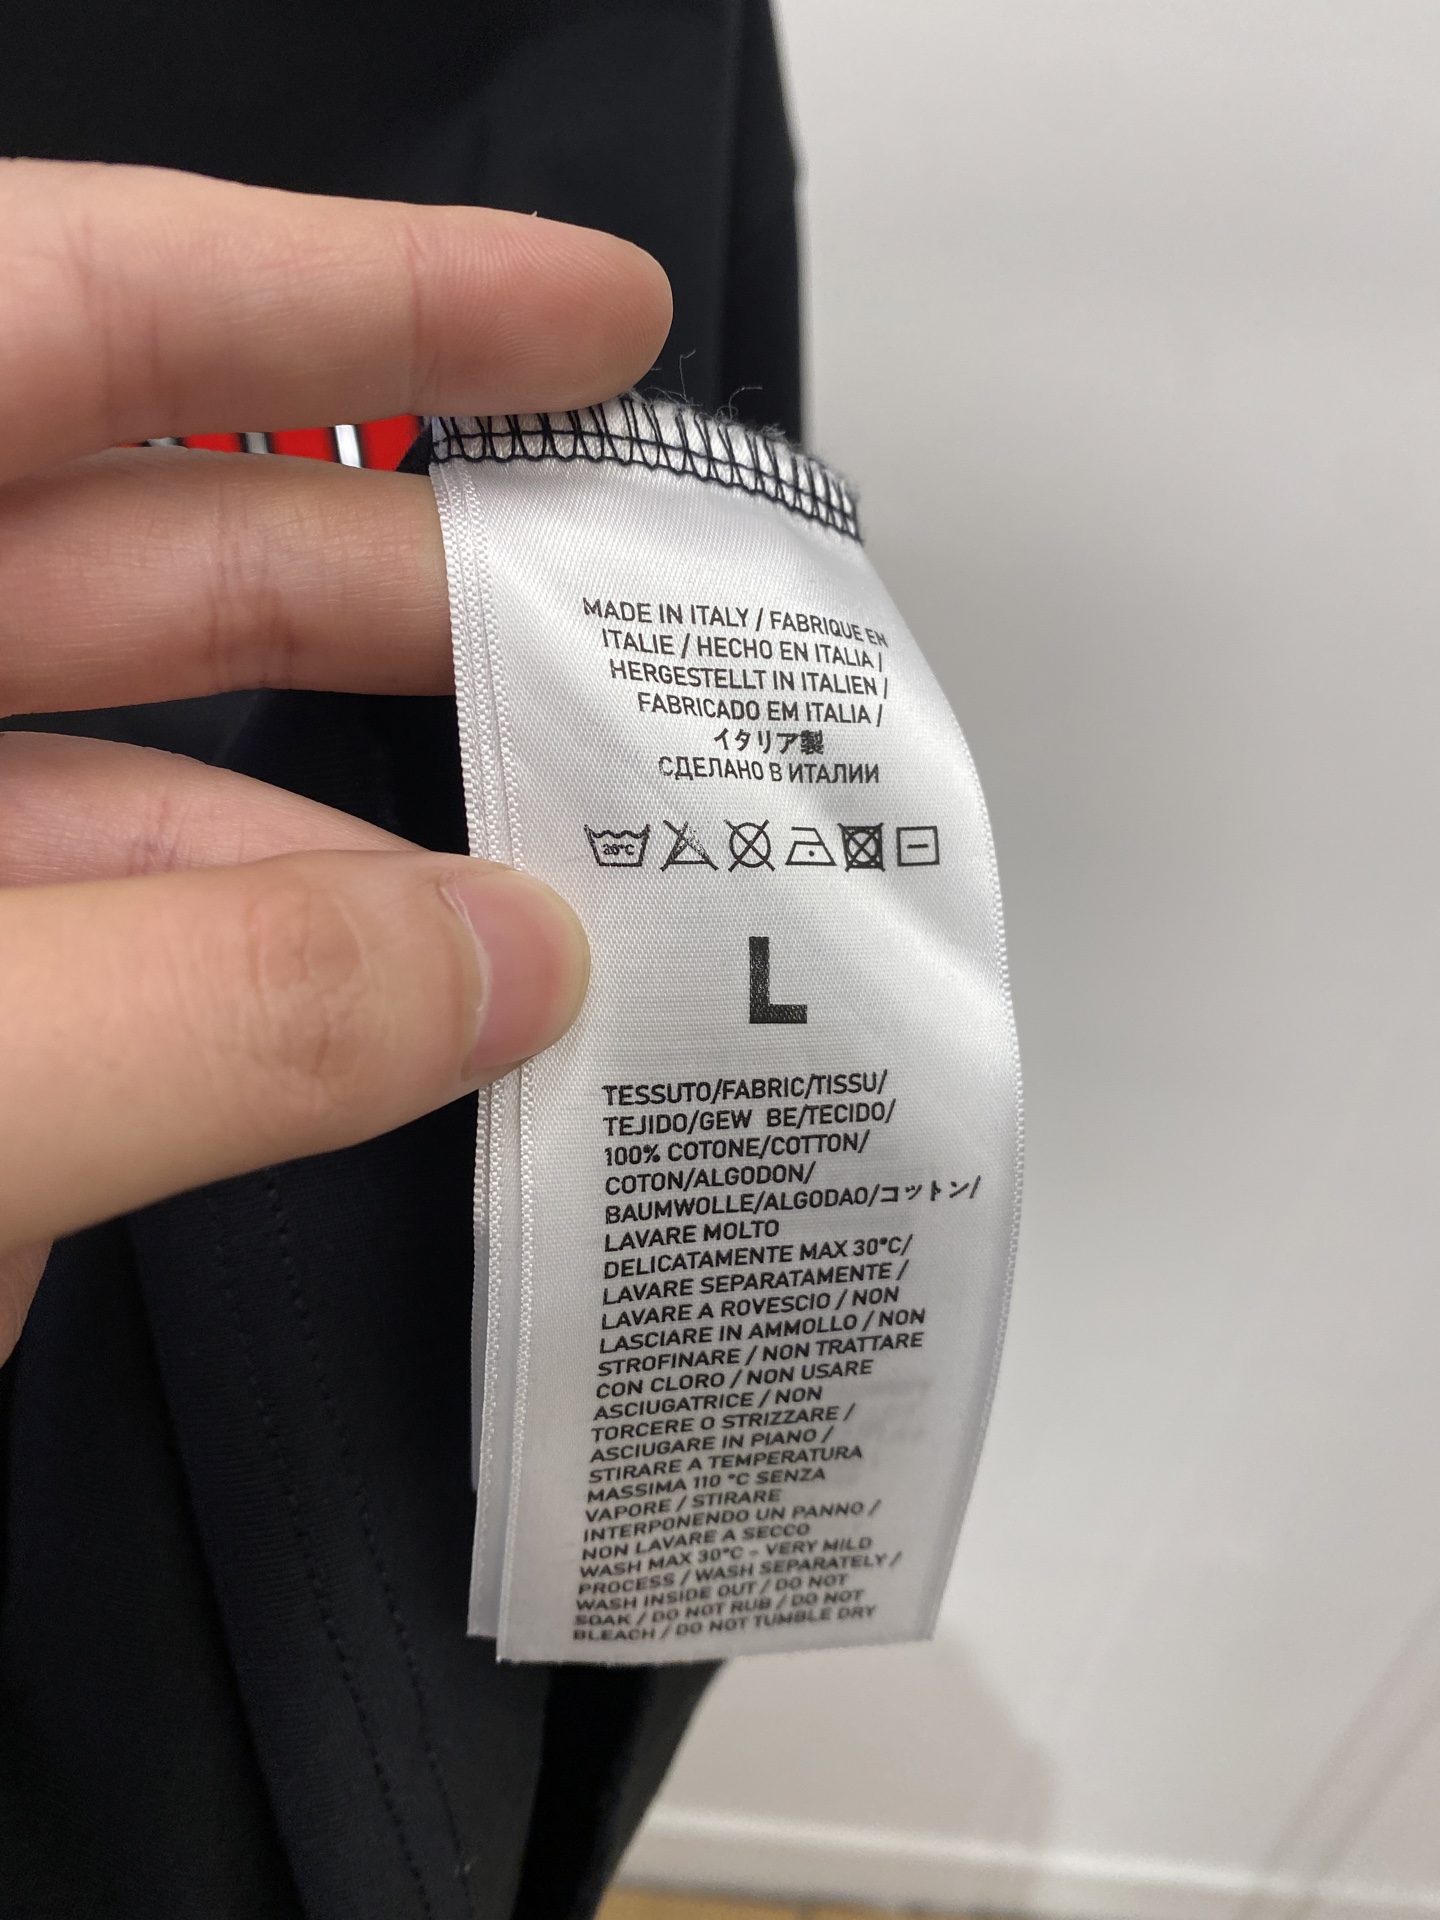 MADE IN ITALY / FABRIQUE EN
ITALIE / HECHO EN ITALIA /
HERGESTELLT IN ITALIEN /
FABRICADO EM ITALIA /
イタリア製
СДЕЛАНО В ИТАЛИИ
30°C
L
TESSUTO/FABRIC/TISSU/
TEJIDO/GEW BE/TECIDO/
100% COTONE/COTTON/
COTON/ALGODON/
BAUMWOLLE/ALGODAO/コットン/
LAVARE MOLTO
DELICATAMENTE MAX 30°C/
LAVARE SEPARATAMENTE /
LAVARE A ROVESCIO / NON
LASCIARE IN AMMOLLO / NON
STROFINARE / NON TRATTARE
CON CLORO / NON USARE
ASCIUGATRICE / NON
TORCERE O STRIZZARE /
ASCIUGARE IN PIANO /
STIRARE A TEMPERATURA
MASSIMA 110 °C SENZA
VAPORE / STIRARE
INTERPONENDO UN PANNO /
NON LAVARE A SECCO
WASH MAX 30°C - VERY MILD
PROCESS / WASH SEPARATELY /
WASH INSIDE OUT / DO NOT
SOAK / DO NOT RUB / DO NOT
BLEACH / DO NOT TUMBLE DRY